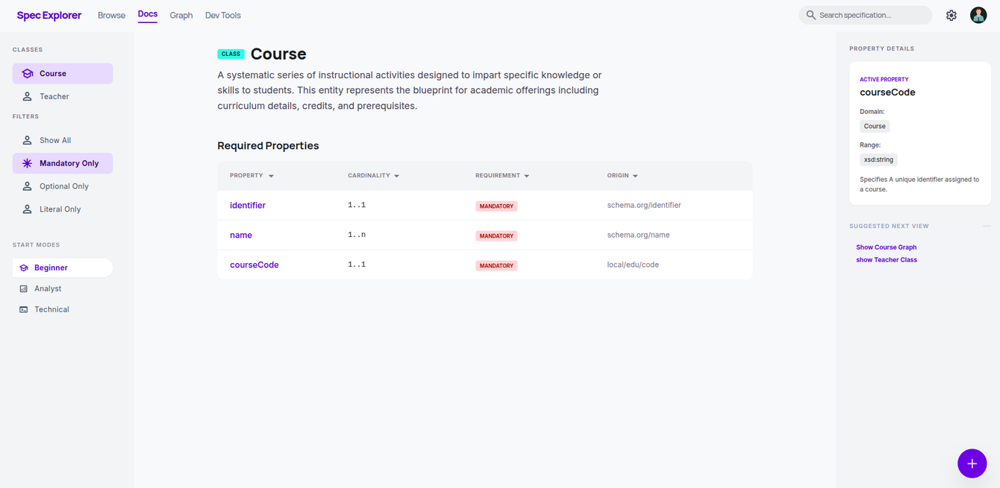 Spec Explorer
Browse
Docs
Graph
Dev Tools
Search specification...
CLASSES
Course
Teacher
FILTERS
Show All
Mandatory Only
Optional Only
Literal Only
START MODES
Beginner
Analyst
Technical
CLASS Course
A systematic series of instructional activities designed to impart specific knowledge or
skills to students. This entity represents the blueprint for academic offerings including
curriculum details, credits, and prerequisites.
Required Properties
PROPERTY CARDINALITY REQUIREMENT ORIGIN
identifier 1..1 MANDATORY schema.org/identifier
name 1..n MANDATORY schema.org/name
courseCode 1..1 MANDATORY local/edu/code
PROPERTY DETAILS
ACTIVE PROPERTY
courseCode
Domain:
Course
Range:
xsd:string
Specifies A unique identifier assigned to
a course.
SUGGESTED NEXT VIEW
Show Course Graph
show Teacher Class